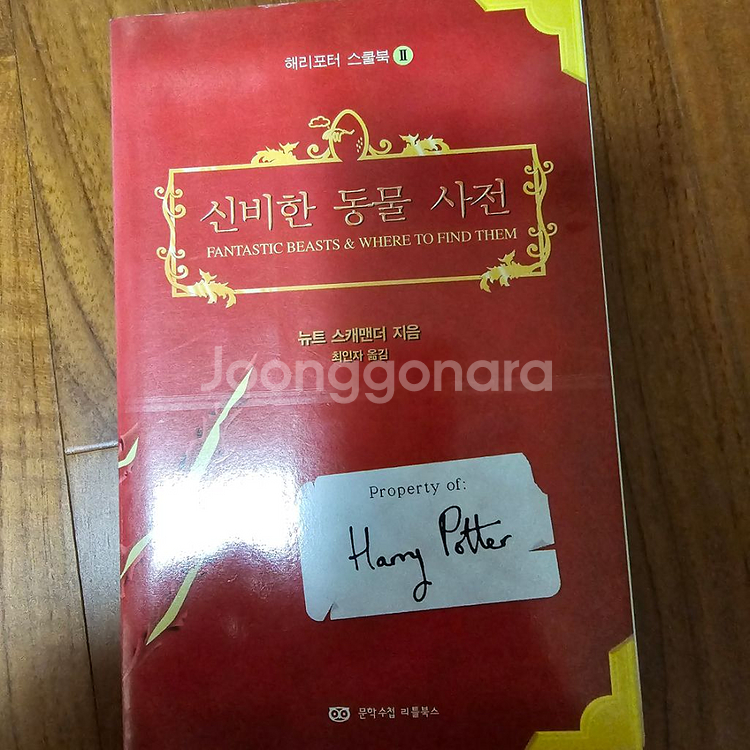 해리포터 스쿨북 Ⅱ
신비한 동물 사전
FANTASTIC BEASTS & WHERE TO FIND THEM
뉴트 스캐맨더 지음
최인자 옮김
Joonggonara
Property of:
Harry Potter
문학수첩 리틀북스